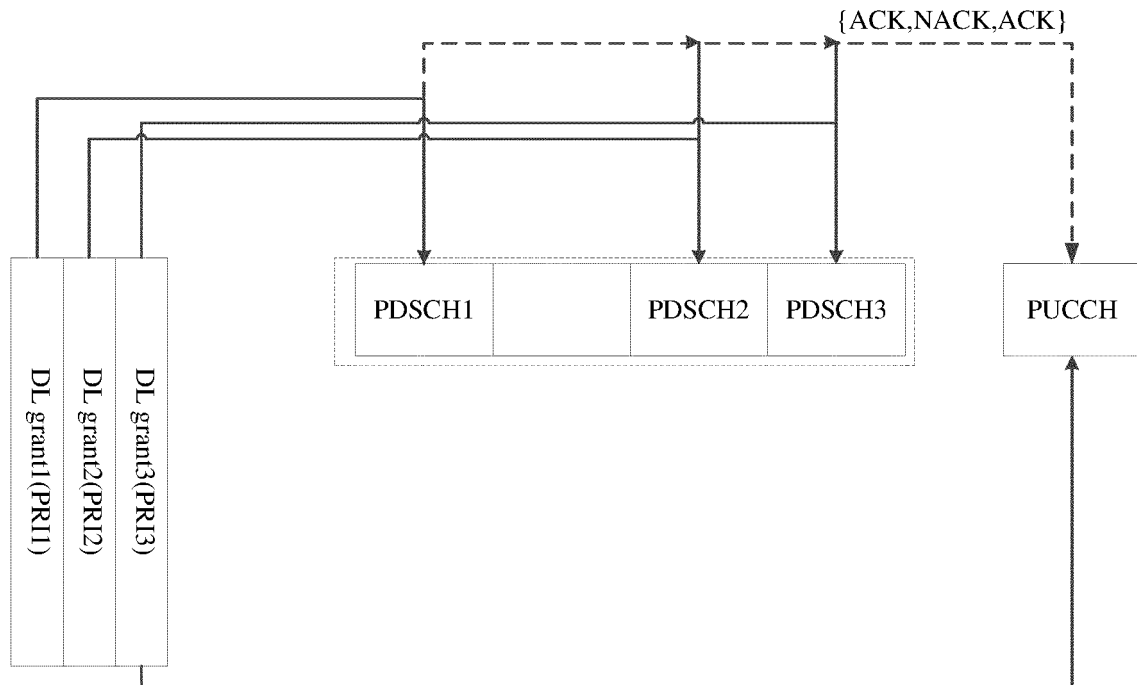 {ACK,NACK,ACK}
PDSCH1
PDSCH2
PDSCH3
PUCCH
DL grant1(PRI1)
DL grant2(PRI2)
DL grant3(PRI3)